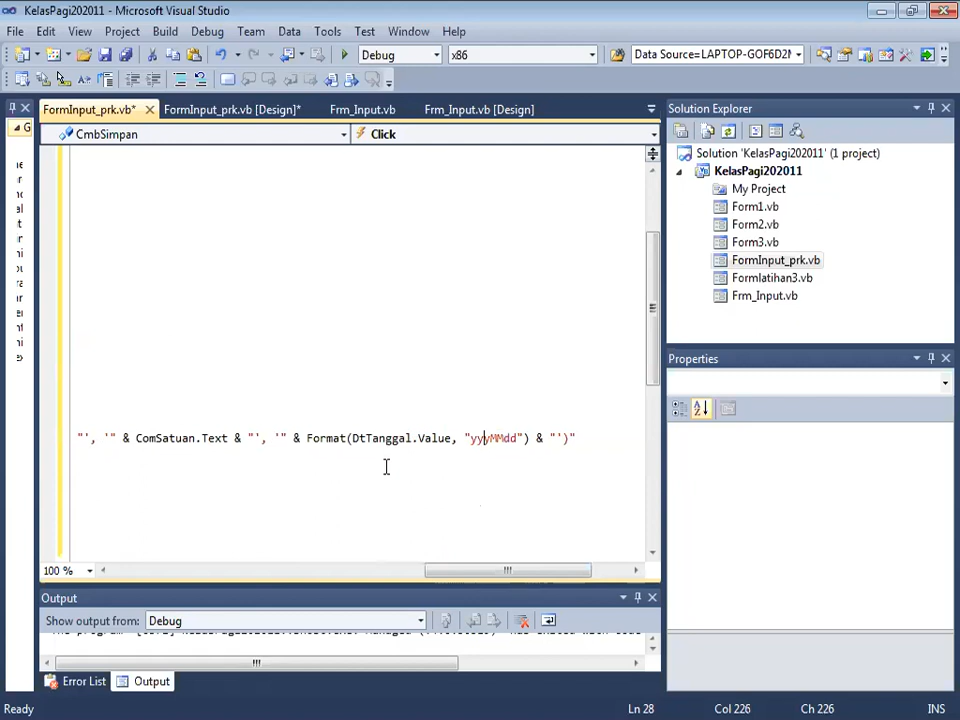 KelasPagi202011 - Microsoft Visual Studio
File Edit View Project Build Debug Team Data Tools Test Window Help
Debug x86 Data Source=LAPTOP-GOF6D2M
FormInput_prk.vb* FormInput_prk.vb [Design]* Frm_Input.vb Frm_Input.vb [Design] Solution Explorer
CmbSimpan Click
Solution 'KelasPagi202011' (1 project)
KelasPagi202011
My Project
Form1.vb
Form2.vb
Form3.vb
FormInput_prk.vb
Formlatihan3.vb
Frm_Input.vb
Properties
"', '" & ComSatuan.Text & "', '" & Format(DtTanggal.Value, "yyyMMdd") & "')"
100 %
Output
Show output from: Debug
Error List Output
Ready Ln 28 Col 226 Ch 226 INS